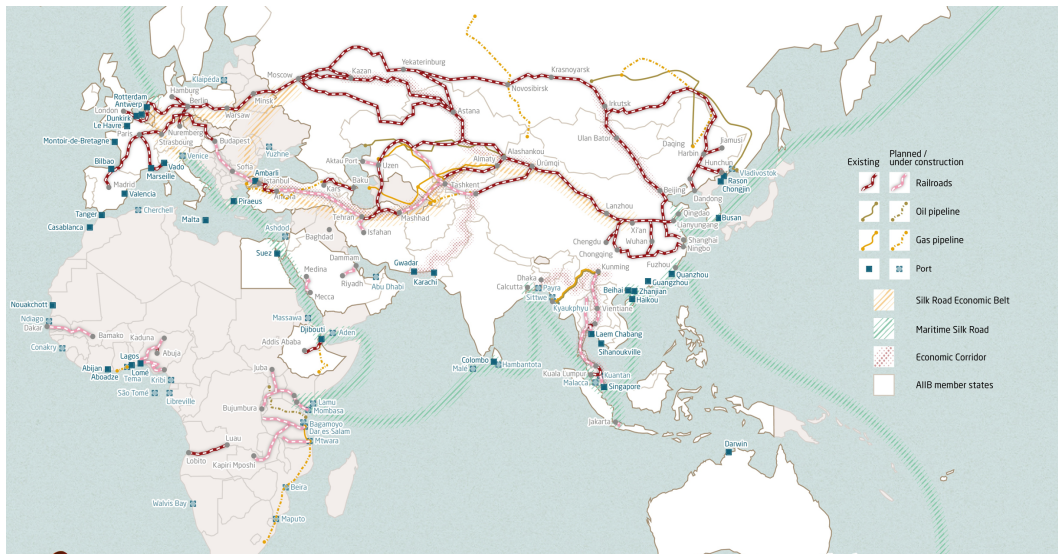 Klaipėda
Hamburg
Rotterdam
Antwerp
London
Berlin
Dunkirk
Le Havre
Paris
Montoir-de-Bretagne
Strasbourg
Nuremberg
Bilbao
Madrid
Valencia
Vado
Marseille
Venice
Warsaw
Minsk
Moscow
Budapest
Sofia
Yuzhne
Ambarlı
Istanbul
Ankara
Piraeus
Kars
Baku
Tanger
Casablanca
Cherchell
Malta
Ashdod
Suez
Kazan
Yekaterinburg
Novosibirsk
Krasnoyarsk
Irkutsk
Astana
Ulan Bator
Aktau Port
Uzen
Almaty
Alashankou
Ürümqi
Tashkent
Tehran
Mashhad
Isfahan
Baghdad
Dammam
Riyadh
Abu Dhabi
Medina
Mecca
Gwadar
Karachi
Daqing
Harbin
Jiamusi
Hunchun
Vladivostok
Rason
Chongjin
Beijing
Dandong
Busan
Qingdao
Lianyungang
Lanzhou
Xi'an
Wuhan
Chengdu
Chongqing
Shanghai
Ningbo
Fuzhou
Quanzhou
Guangzhou
Zhanjian
Haikou
Beihai
Kunming
Dhaka
Calcutta
Payra
Sittwe
Kyaukphyu
Vientiane
Laem Chabang
Sihanoukville
Kuala Lumpur
Kuantan
Malacca
Singapore
Jakarta
Colombo
Hambantota
Malé
Darwin
Nouakchott
Ndiago
Dakar
Bamako
Conakry
Kaduna
Abuja
Lagos
Lomé
Tema
Abijan
Aboadze
Kribi
São Tomé
Libreville
Massawa
Djibouti
Aden
Addis Ababa
Juba
Bujumbura
Lamu
Mombasa
Bagamoyo
Dar es Salam
Mtwara
Luau
Lobito
Kapiri Mposhi
Beira
Walvis Bay
Maputo
Existing
Planned /
under construction
Railroads
Oil pipeline
Gas pipeline
Port
Silk Road Economic Belt
Maritime Silk Road
Economic Corridor
AIIB member states